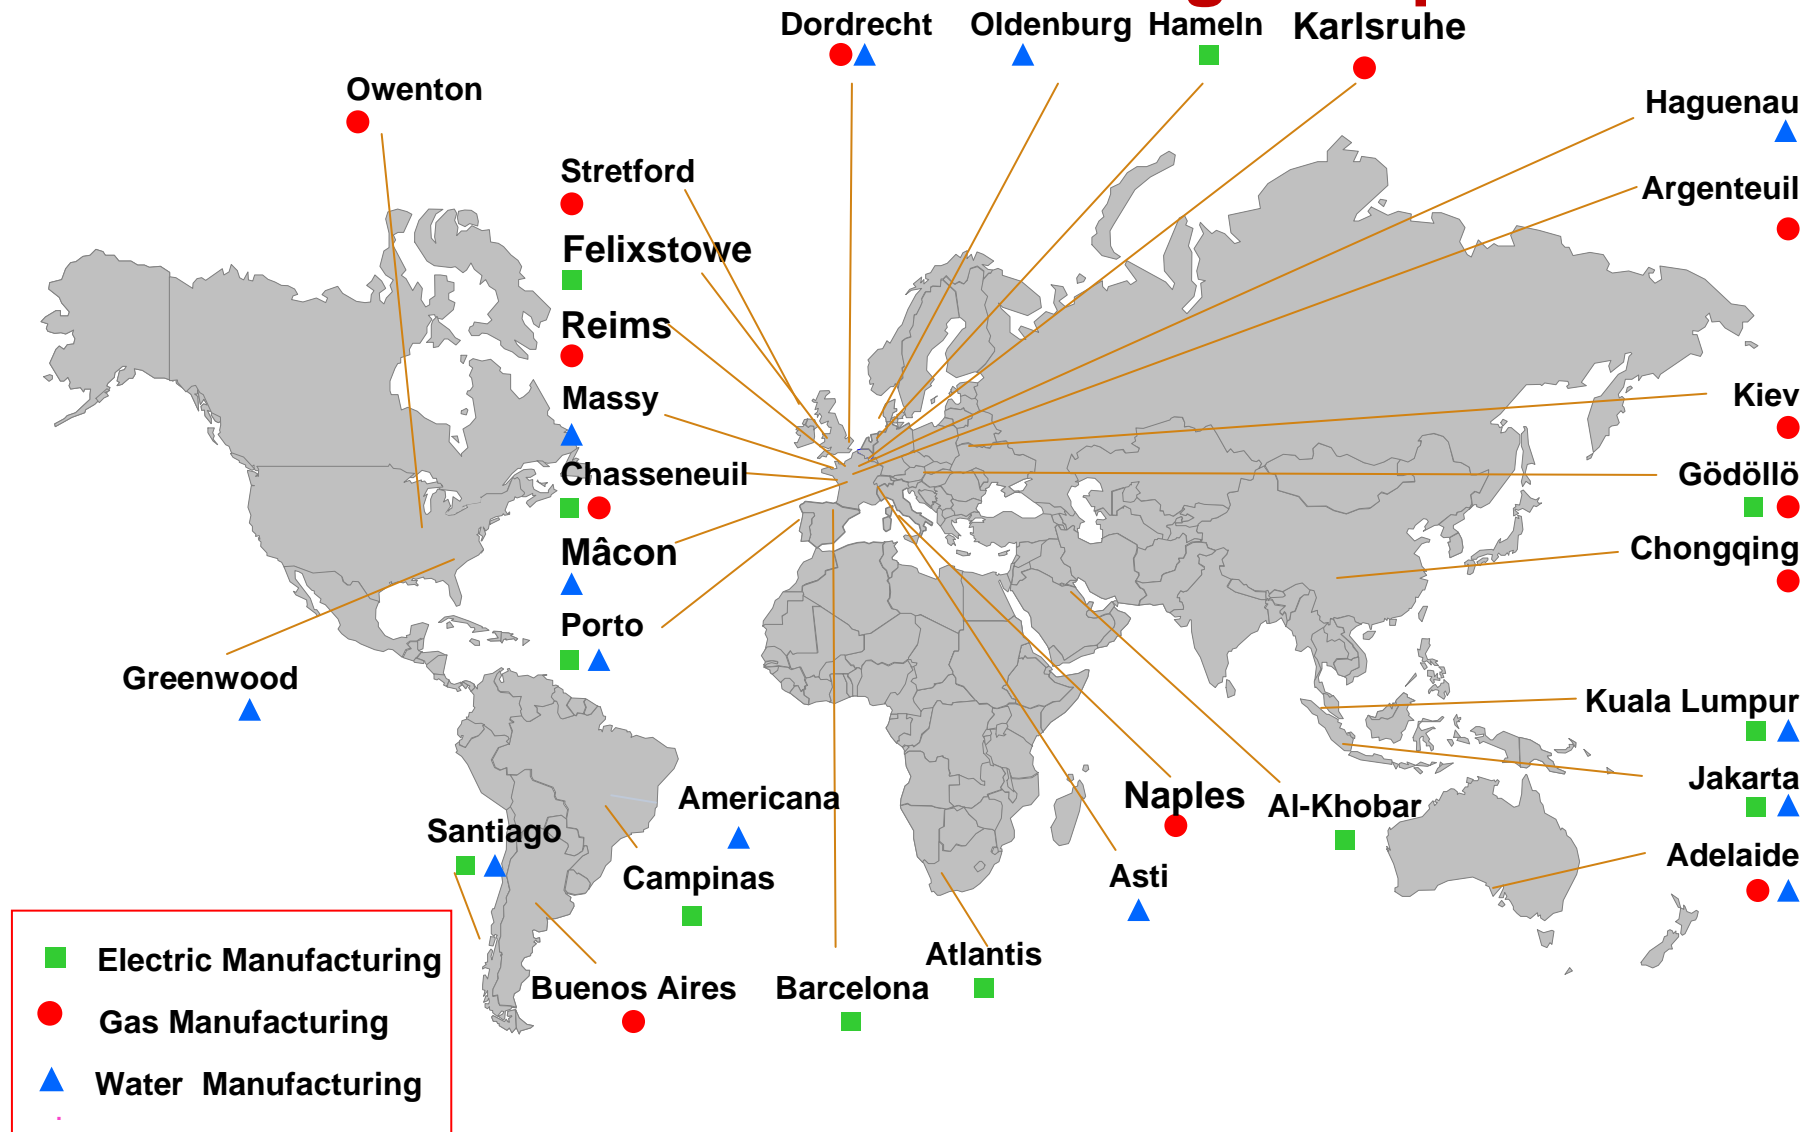 Dordrecht
Oldenburg
Hameln
Karlsruhe
Owenton
Haguenau
Stretford
Argenteuil
Felixstowe
Reims
Massy
Kiev
Chasseneuil
Gödöllö
Mâcon
Chongqing
Porto
Greenwood
Kuala Lumpur
Jakarta
Americana
Naples
Al-Khobar
Santiago
Adelaide
Campinas
Asti
Atlantis
Buenos Aires
Barcelona
Electric Manufacturing
Gas Manufacturing
Water Manufacturing